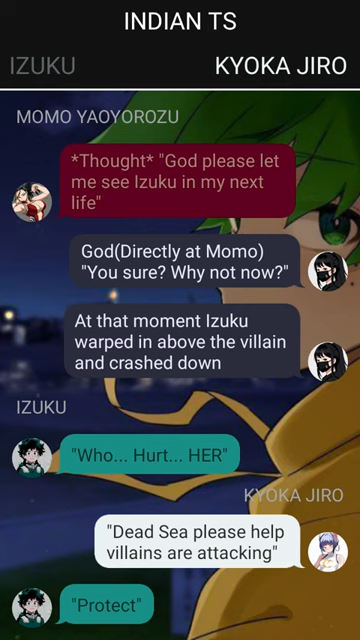 INDIAN TS
IZUKU
KYOKA JIRO
MOMO YAOYOROZU
*Thought* "God please let
me see Izuku in my next
life"
God(Directly at Momo)
"You sure? Why not now?"
At that moment Izuku
warped in above the villain
and crashed down
IZUKU
"Who... Hurt... HER"
KYOKA JIRO
"Dead Sea please help
villains are attacking"
"Protect"